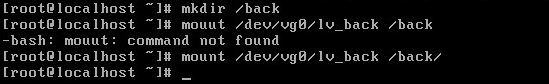 [root@localhost ~]# mkdir /back
[root@localhost ~]# mouut /dev/vg0/lv_back /back
-bash: mouut: command not found
[root@localhost ~]# mount /dev/vg0/lv_back /back/
[root@localhost ~]# _